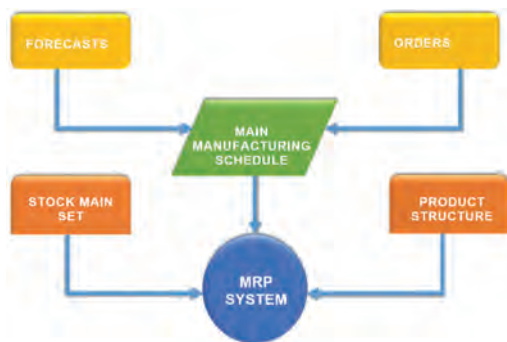 FORECASTS
ORDERS
MAIN
MANUFACTURING
SCHEDULE
STOCK MAIN
SET
PRODUCT
STRUCTURE
MRP
SYSTEM